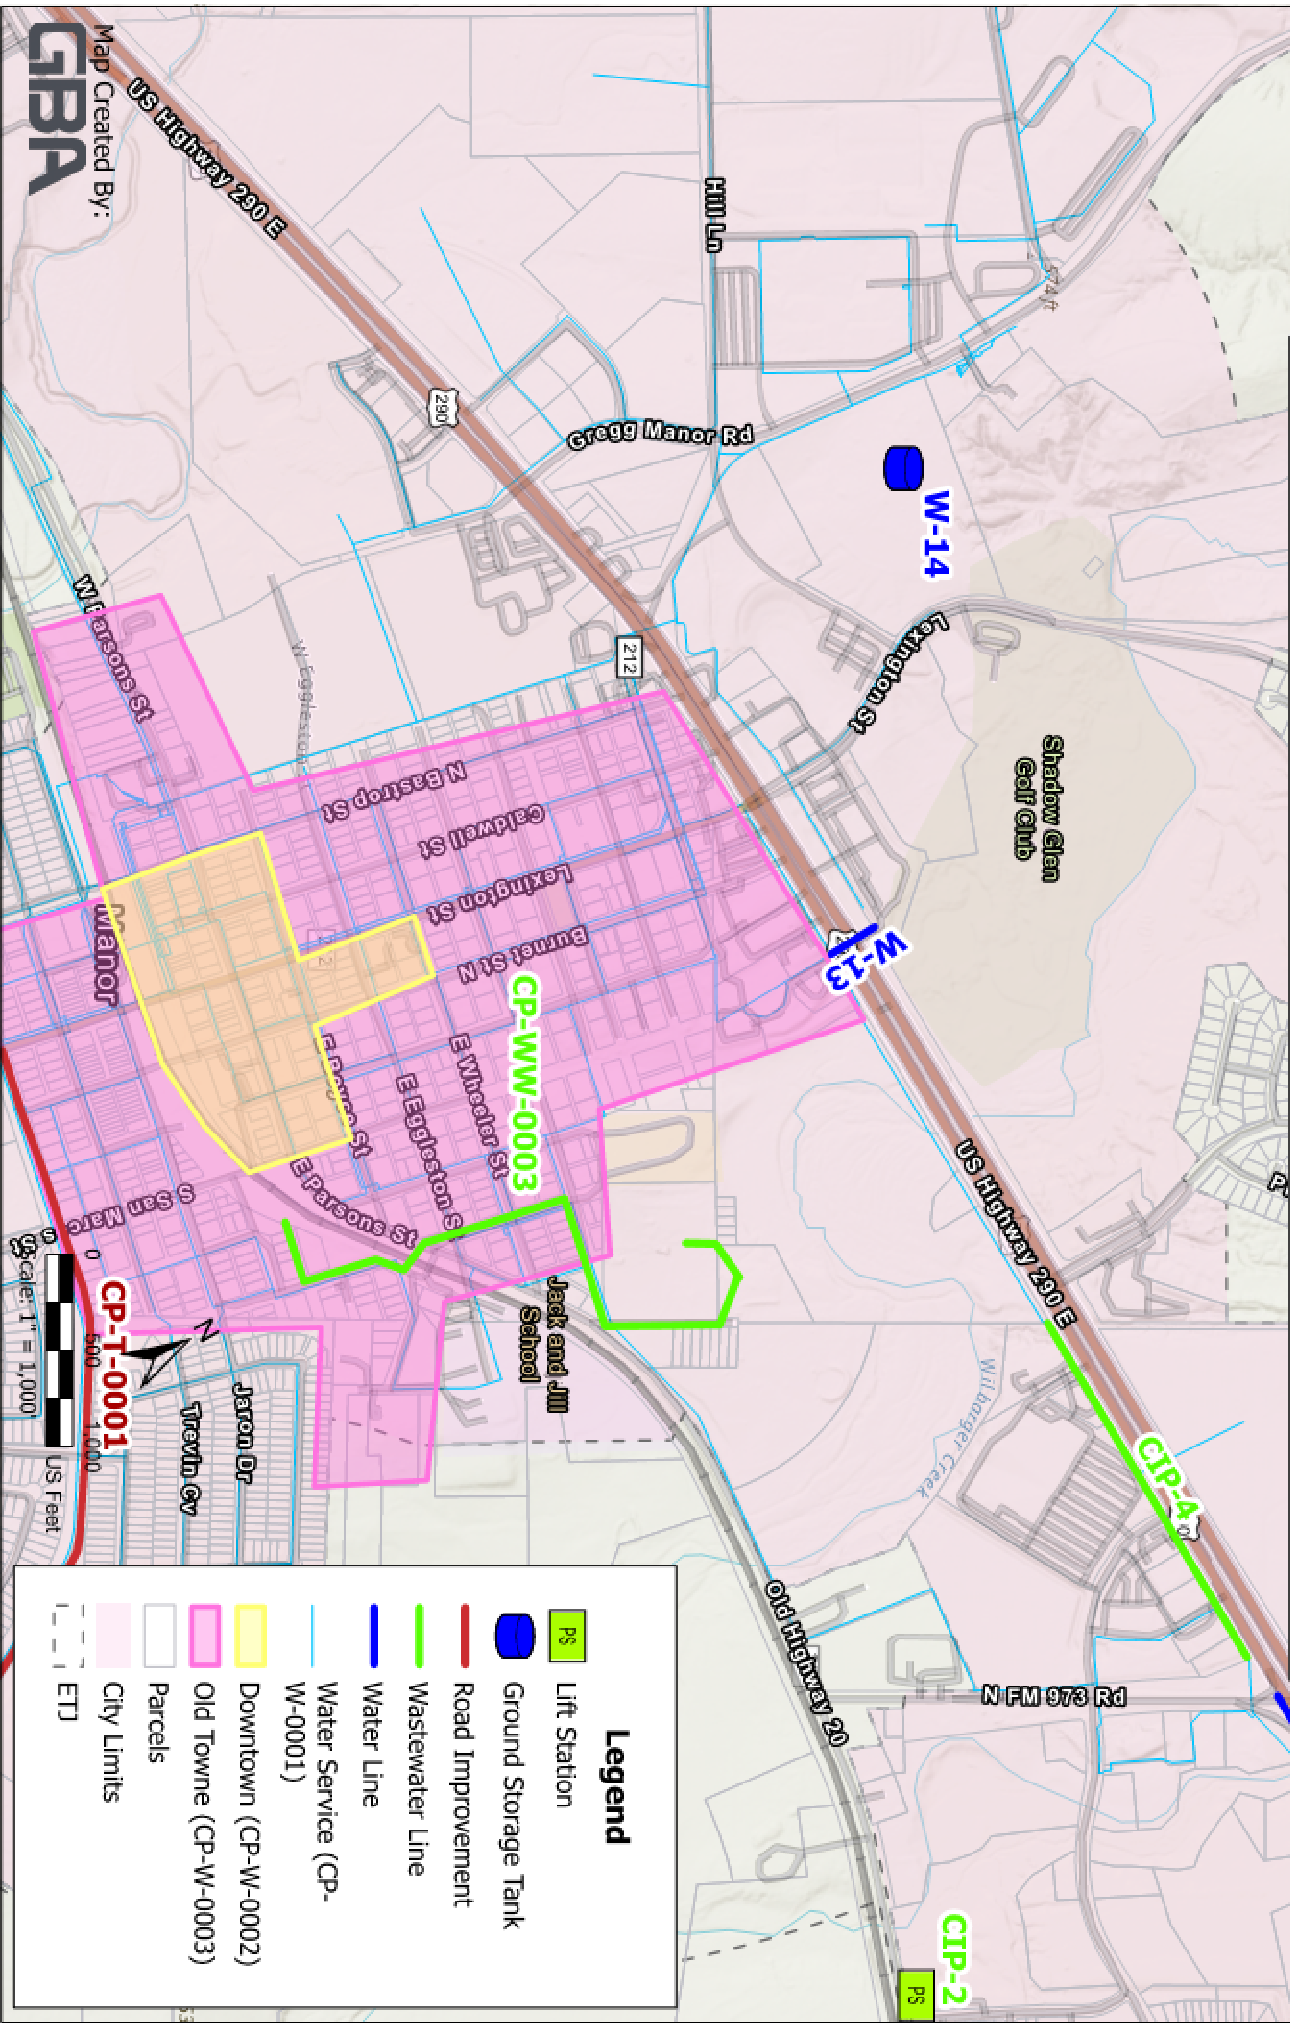 Map Created By:
GBA
US Highway 290 E
Hill Ln
574 ft
290
Gregg Manor Rd
W-14
Lexington St
212
Shadow Glen
Golf Club
W Parsons St
W Eggleston
N Bastrop St
Caldwell St
Lexington St
Burnet St N
W-13
Manor
CP-WW-0003
E Wheeler St
E Eggleston S
E Boyce St
E Parsons St
S San Marc
US Highway 290 E
Jack and Jill
School
Wilbarger Creek
CIP-4
CP-T-0001
Jaron Dr
Trevin Cv
N
0
500
1,000
US Feet
Scale: 1" = 1,000'
Old Highway 20
N FM 973 Rd
CIP-2
PS
Legend
PS
Lift Station
Ground Storage Tank
Road Improvement
Wastewater Line
Water Line
Water Service (CP-
W-0001)
Downtown (CP-W-0002)
Old Towne (CP-W-0003)
Parcels
City Limits
ETJ